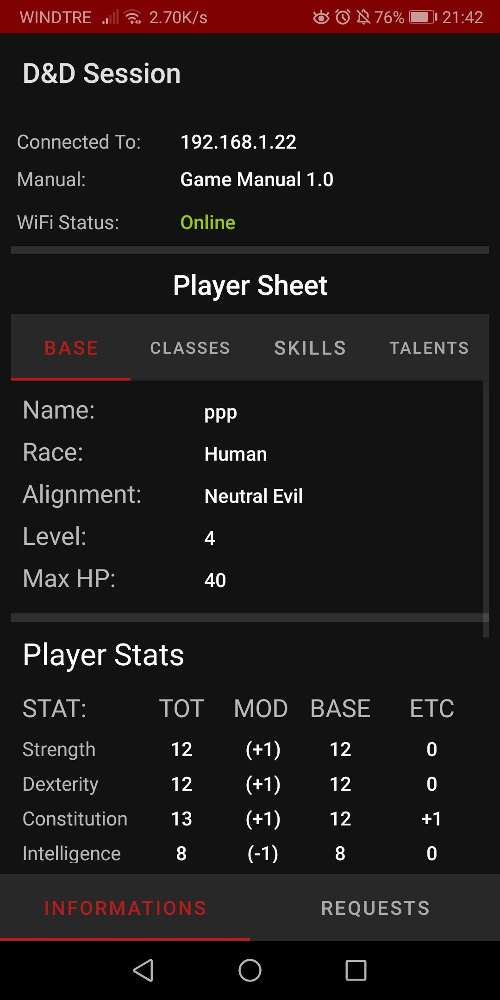 WINDTRE 2.70K/s 76% 21:42
D&D Session
Connected To: 192.168.1.22
Manual: Game Manual 1.0
WiFi Status: Online
Player Sheet
BASE CLASSES SKILLS TALENTS
Name: ppp
Race: Human
Alignment: Neutral Evil
Level: 4
Max HP: 40
Player Stats
STAT: TOT MOD BASE ETC
Strength 12 (+1) 12 0
Dexterity 12 (+1) 12 0
Constitution 13 (+1) 12 +1
Intelligence 8 (-1) 8 0
INFORMATIONS REQUESTS